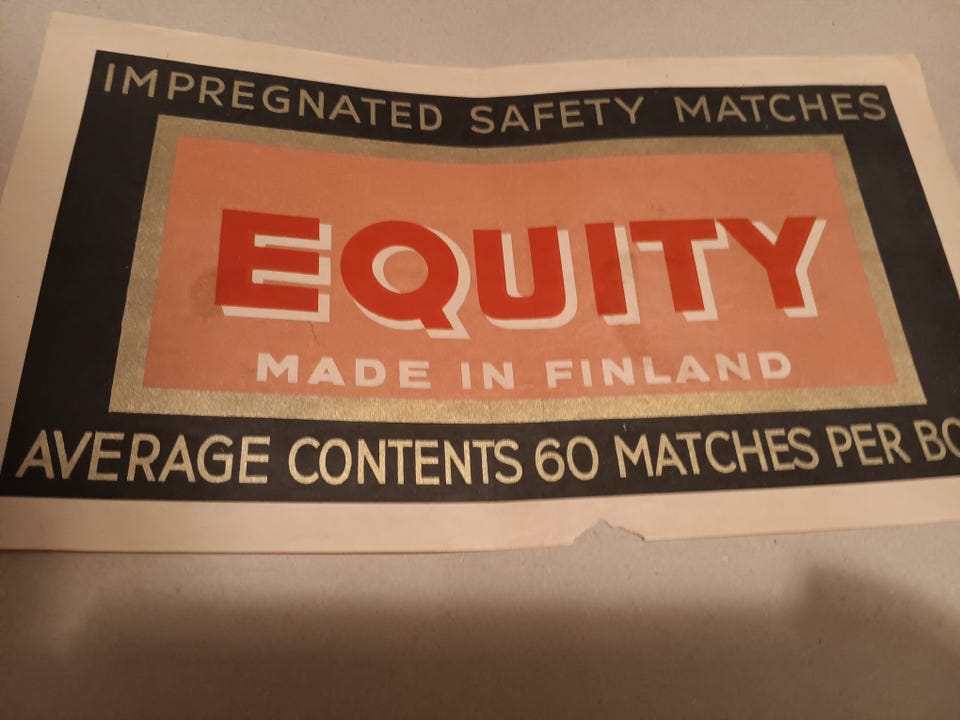 IMPREGNATED SAFETY MATCHES
EQUITY
MADE IN FINLAND
AVERAGE CONTENTS 60 MATCHES PER